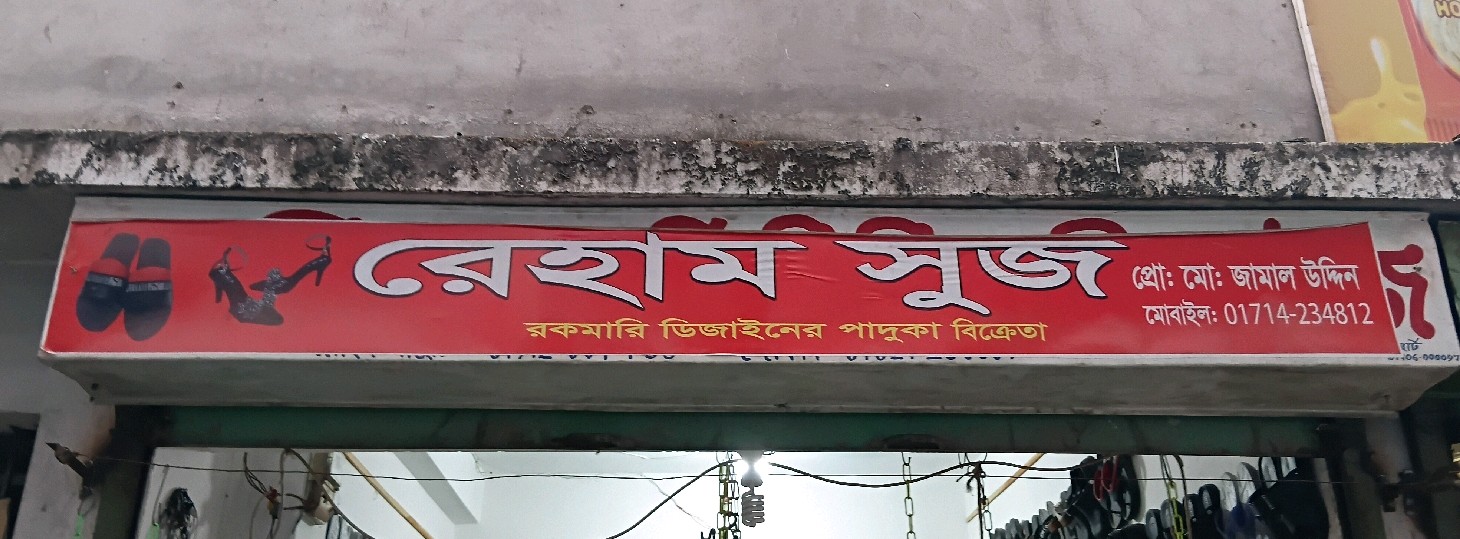 রেহাম সুজ
রকমারি ডিজাইনের পাদুকা বিক্রেতা
প্রো: মো: জামাল উদ্দিন
মোবাইল: 01714-234812